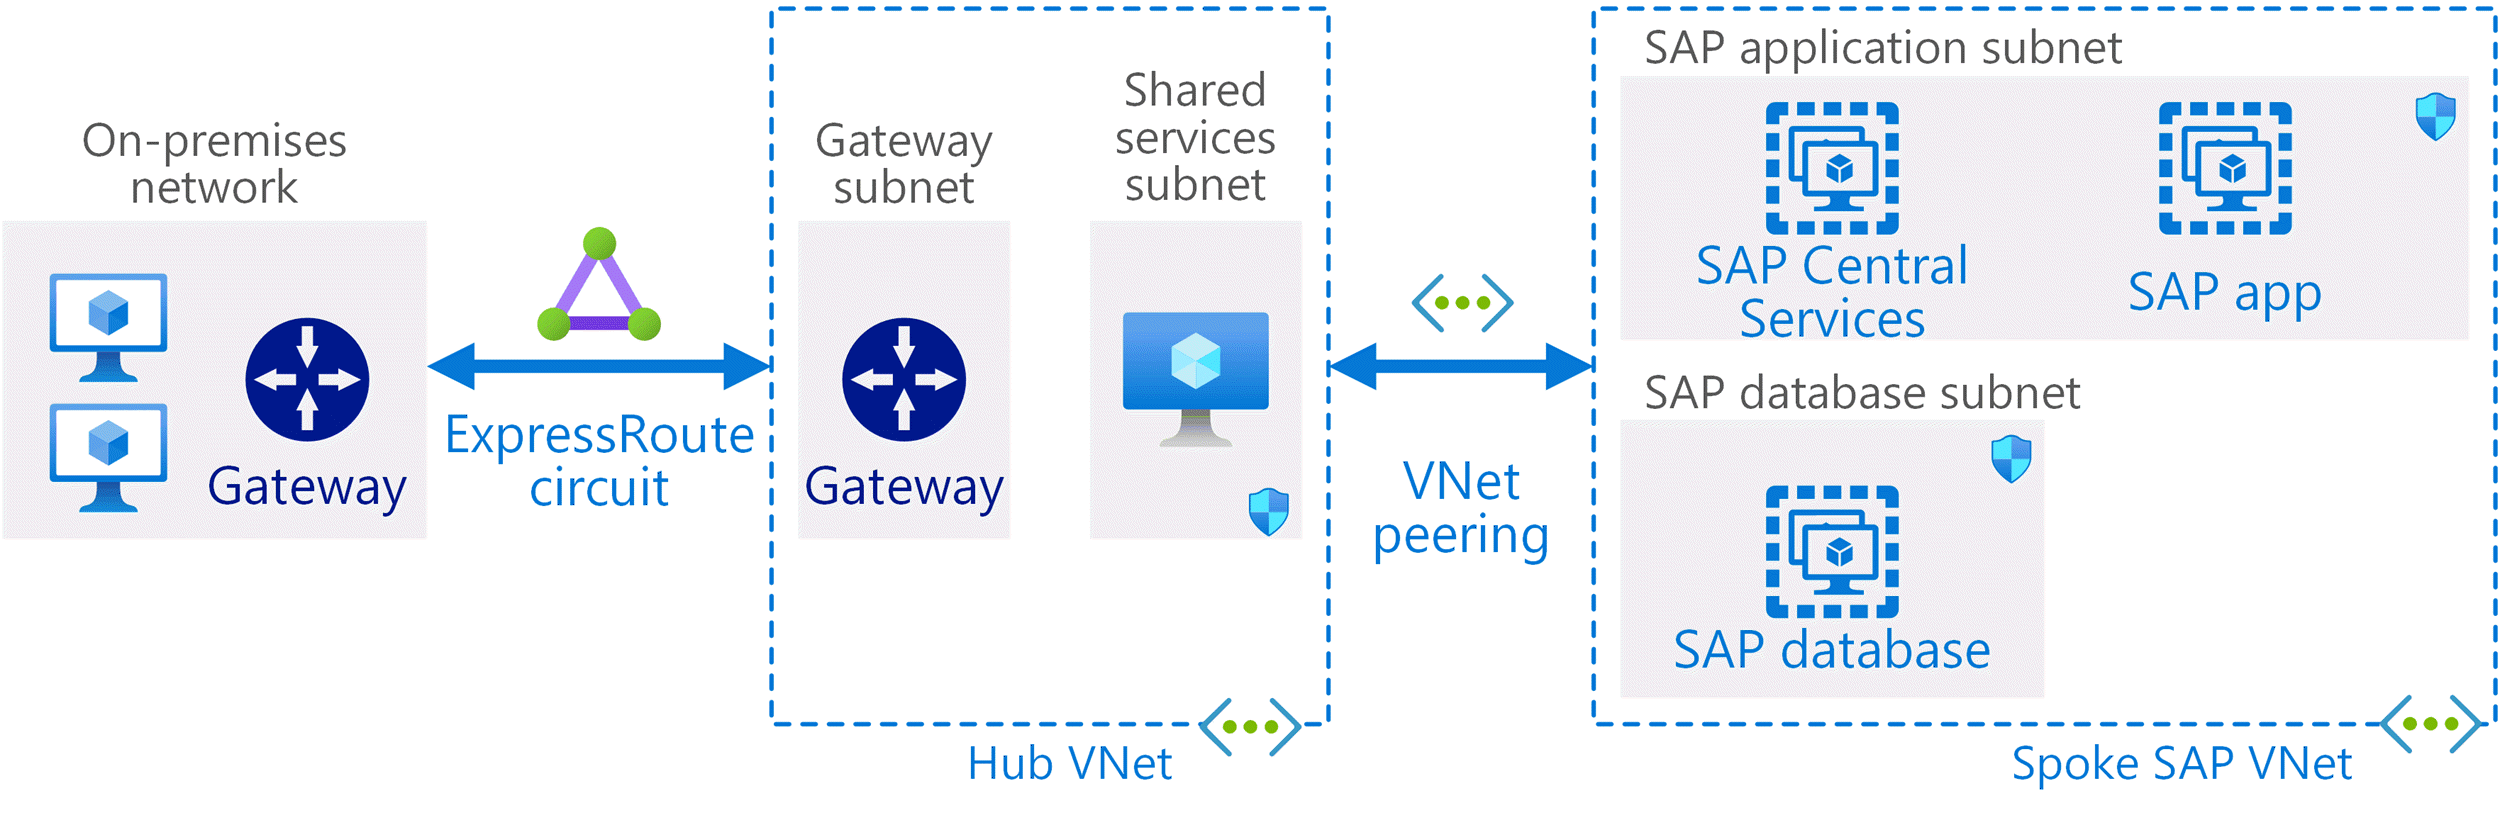 On-premises
network
Gateway
ExpressRoute
circuit
Gateway
subnet
Gateway
Shared
services
subnet
Hub VNet
VNet
peering
SAP application subnet
SAP Central
Services
SAP app
SAP database subnet
SAP database
Spoke SAP VNet